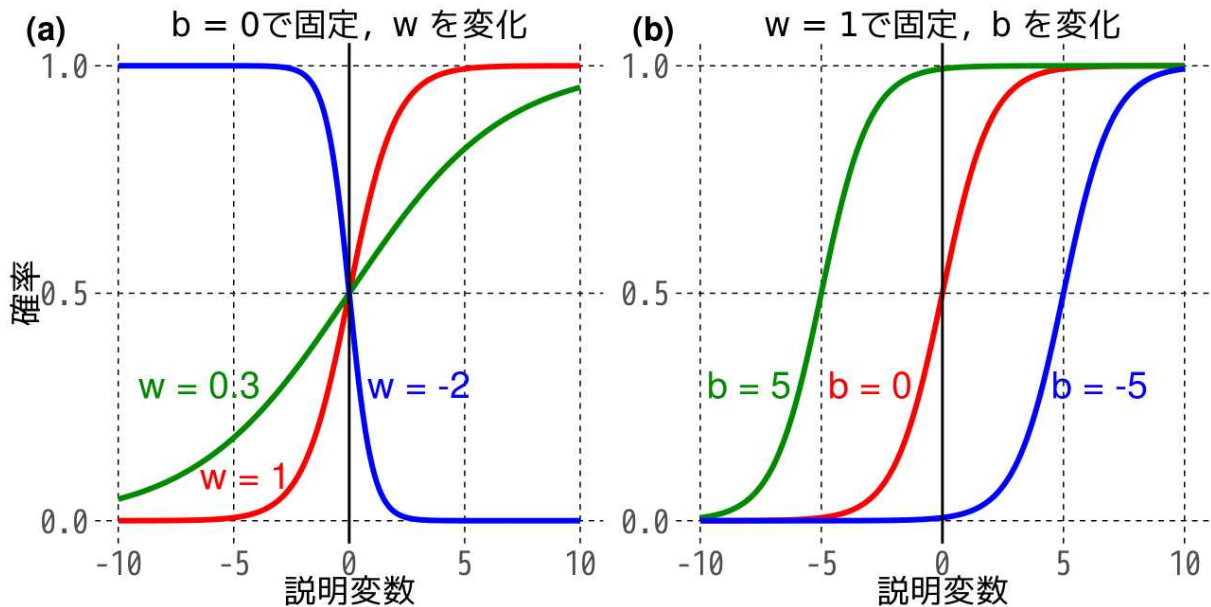 (a)
b = 0で固定, w を変化
1.0
0.5
0.0
確率
w = 0.3
w = -2
w = 1
-10
-5
0
5
10
説明変数
(b)
w = 1で固定, b を変化
1.0
0.5
0.0
b = 5
b = 0
b = -5
-10
-5
0
5
10
説明変数